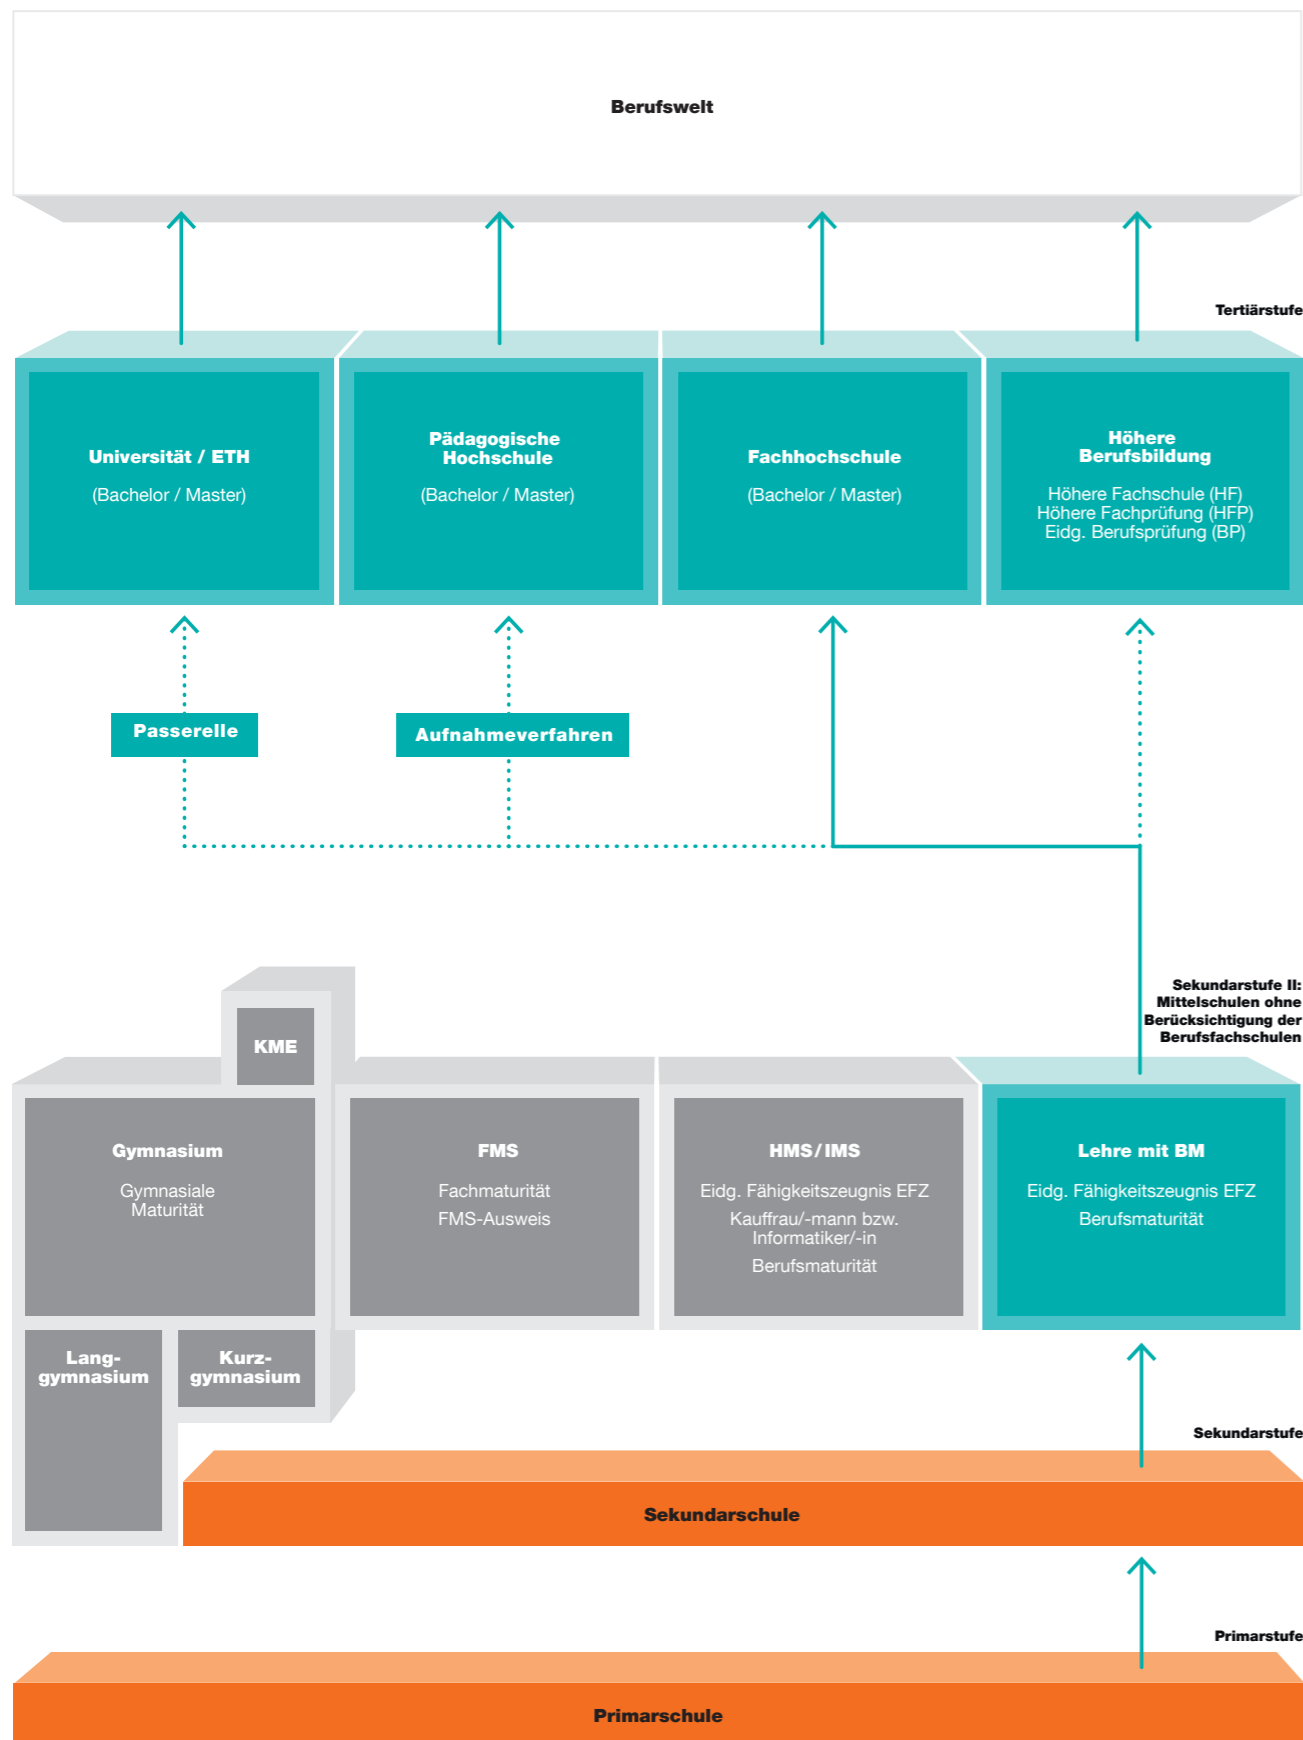 Berufswelt
Tertiärstufe
Universität / ETH
(Bachelor / Master)
Pädagogische
Hochschule
(Bachelor / Master)
Fachhochschule
(Bachelor / Master)
Höhere
Berufsbildung
Höhere Fachschule (HF)
Höhere Fachprüfung (HFP)
Eidg. Berufsprüfung (BP)
Passerelle
Aufnahmeverfahren
Sekundarstufe II:
Mittelschulen ohne
Berücksichtigung der
Berufsfachschulen
KME
Gymnasium
Gymnasiale
Maturität
FMS
Fachmaturität
FMS-Ausweis
HMS/IMS
Eidg. Fähigkeitszeugnis EFZ
Kauffrau/-mann bzw.
Informatiker/-in
Berufsmaturität
Lehre mit BM
Eidg. Fähigkeitszeugnis EFZ
Berufsmaturität
Lang-
gymnasium
Kurz-
gymnasium
Sekundarstufe
Sekundarschule
Primarstufe
Primarschule